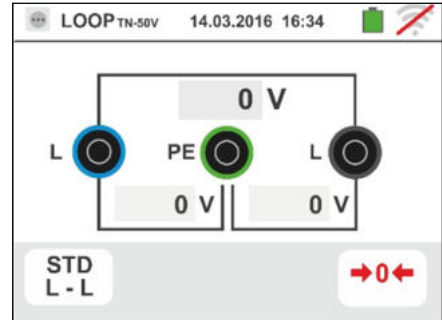 LOOP TN-50V 14.03.2016 16:34
0 V
L PE L
0 V 0 V
STD
L - L
→0←